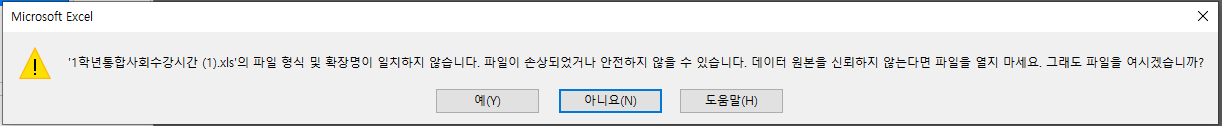 Microsoft Excel
'1학년통합사회수강시간 (1).xls'의 파일 형식 및 확장명이 일치하지 않습니다. 파일이 손상되었거나 안전하지 않을 수 있습니다. 데이터 원본을 신뢰하지 않는다면 파일을 열지 마세요. 그래도 파일을 여시겠습니까?
예(Y) 아니요(N) 도움말(H)